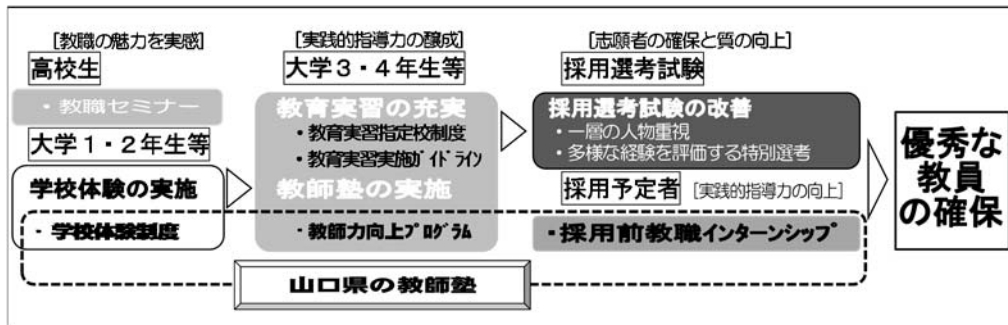 [教職の魅力を実感]
高校生
・教職セミナー
大学1・2年生等
学校体験の実施
・学校体験制度
[実践的指導力の醸成]
大学3・4年生等
教育実習の充実
・教育実習指定校制度
・教育実習実施ガイドライン
教師塾の実施
・教師力向上プログラム
[志願者の確保と質の向上]
採用選考試験
採用選考試験の改善
・一層の人物重視
・多様な経験を評価する特別選考
採用予定者 [実践的指導力の向上]
・採用前教職インターンシップ
山口県の教師塾
優秀な
教員
の確保